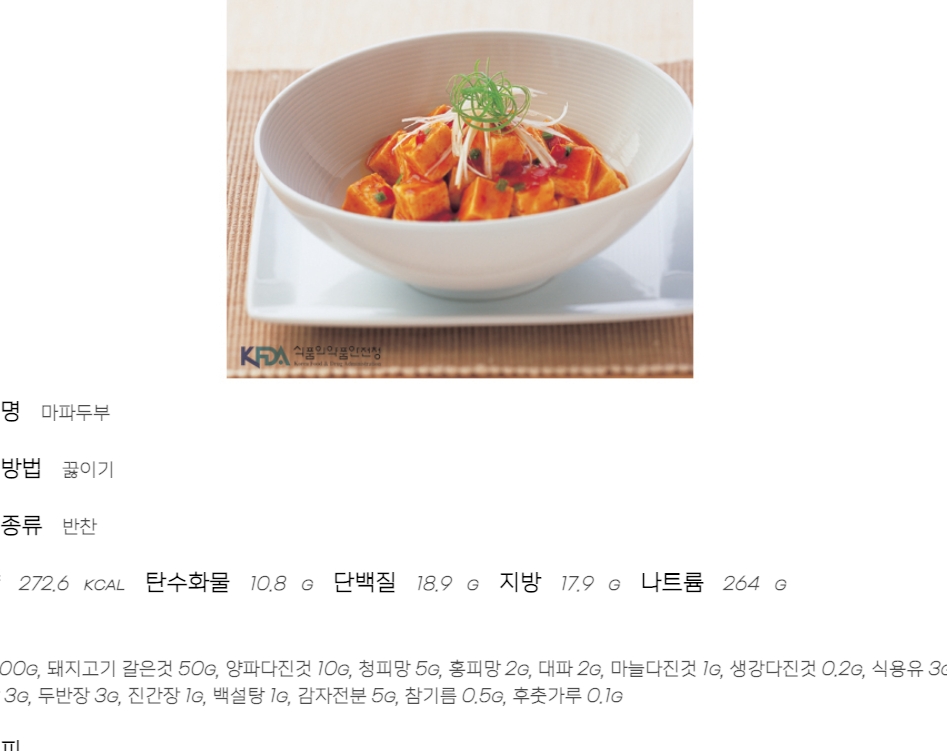 KFDA 식품의약품안전청
Korea Food & Drug Administration
명 마파두부
방법 끓이기
종류 반찬
272.6 KCAL 탄수화물 10.8 G 단백질 18.9 G 지방 17.9 G 나트륨 264 G
00G, 돼지고기 갈은것 50G, 양파다진것 10G, 청피망 5G, 홍피망 2G, 대파 2G, 마늘다진것 1G, 생강다진것 0.2G, 식용유 3G
3G, 두반장 3G, 진간장 1G, 백설탕 1G, 감자전분 5G, 참기름 0.5G, 후춧가루 0.1G